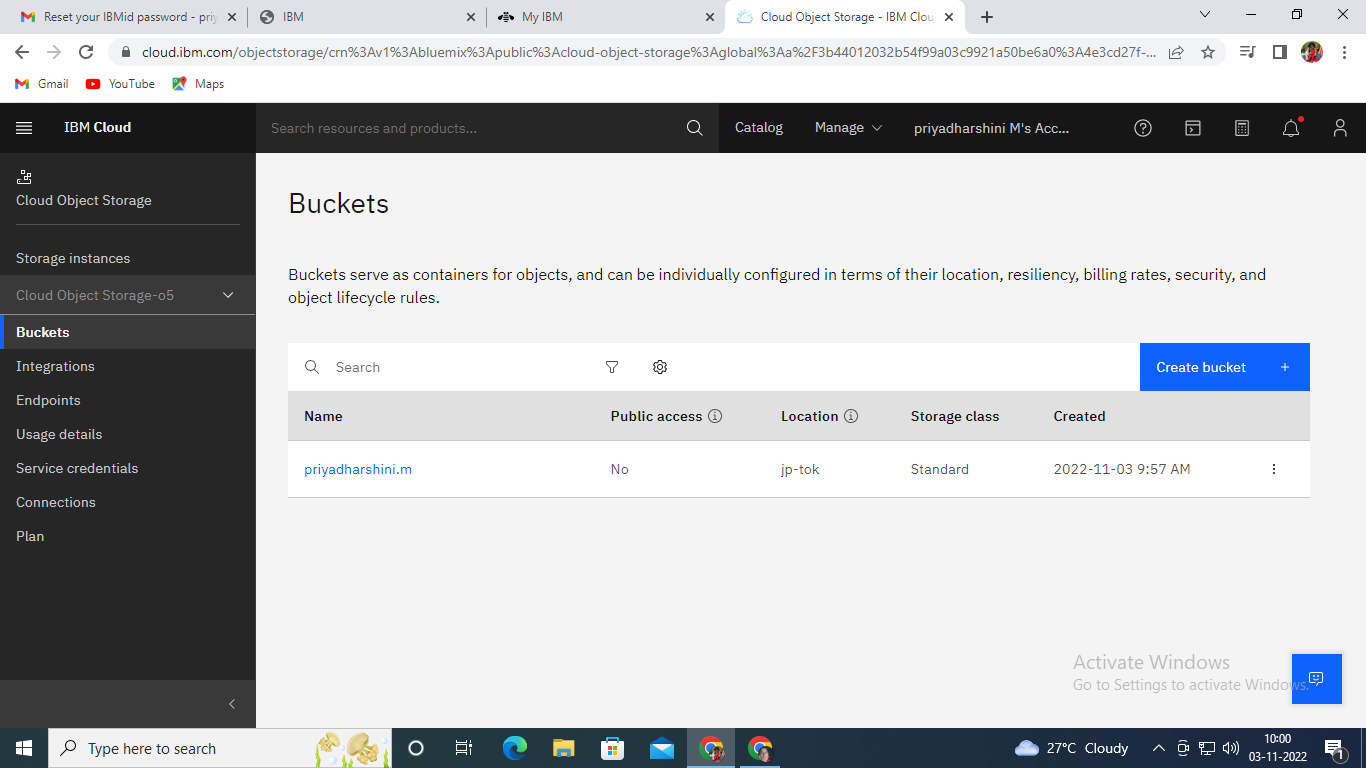 Reset your IBMid password - priy
IBM
My IBM
Cloud Object Storage - IBM Clou
cloud.ibm.com/objectstorage/crn%3Av1%3Abluemix%3Apublic%3Acloud-object-storage%3Aglobal%3Aa%2F3b44012032b54f99a03c9921a50be6a0%3A4e3cd27f-...
Gmail
YouTube
Maps
IBM Cloud
Search resources and products...
Catalog
Manage
priyadharshini M's Acc...
Cloud Object Storage
Storage instances
Cloud Object Storage-o5
Buckets
Integrations
Endpoints
Usage details
Service credentials
Connections
Plan
Buckets
Buckets serve as containers for objects, and can be individually configured in terms of their location, resiliency, billing rates, security, and
object lifecycle rules.
Search
Create bucket +
Name Public access Location Storage class Created
priyadharshini.m No jp-tok Standard 2022-11-03 9:57 AM
Activate Windows
Go to Settings to activate Windows.
Type here to search
27°C Cloudy
10:00
03-11-2022
1